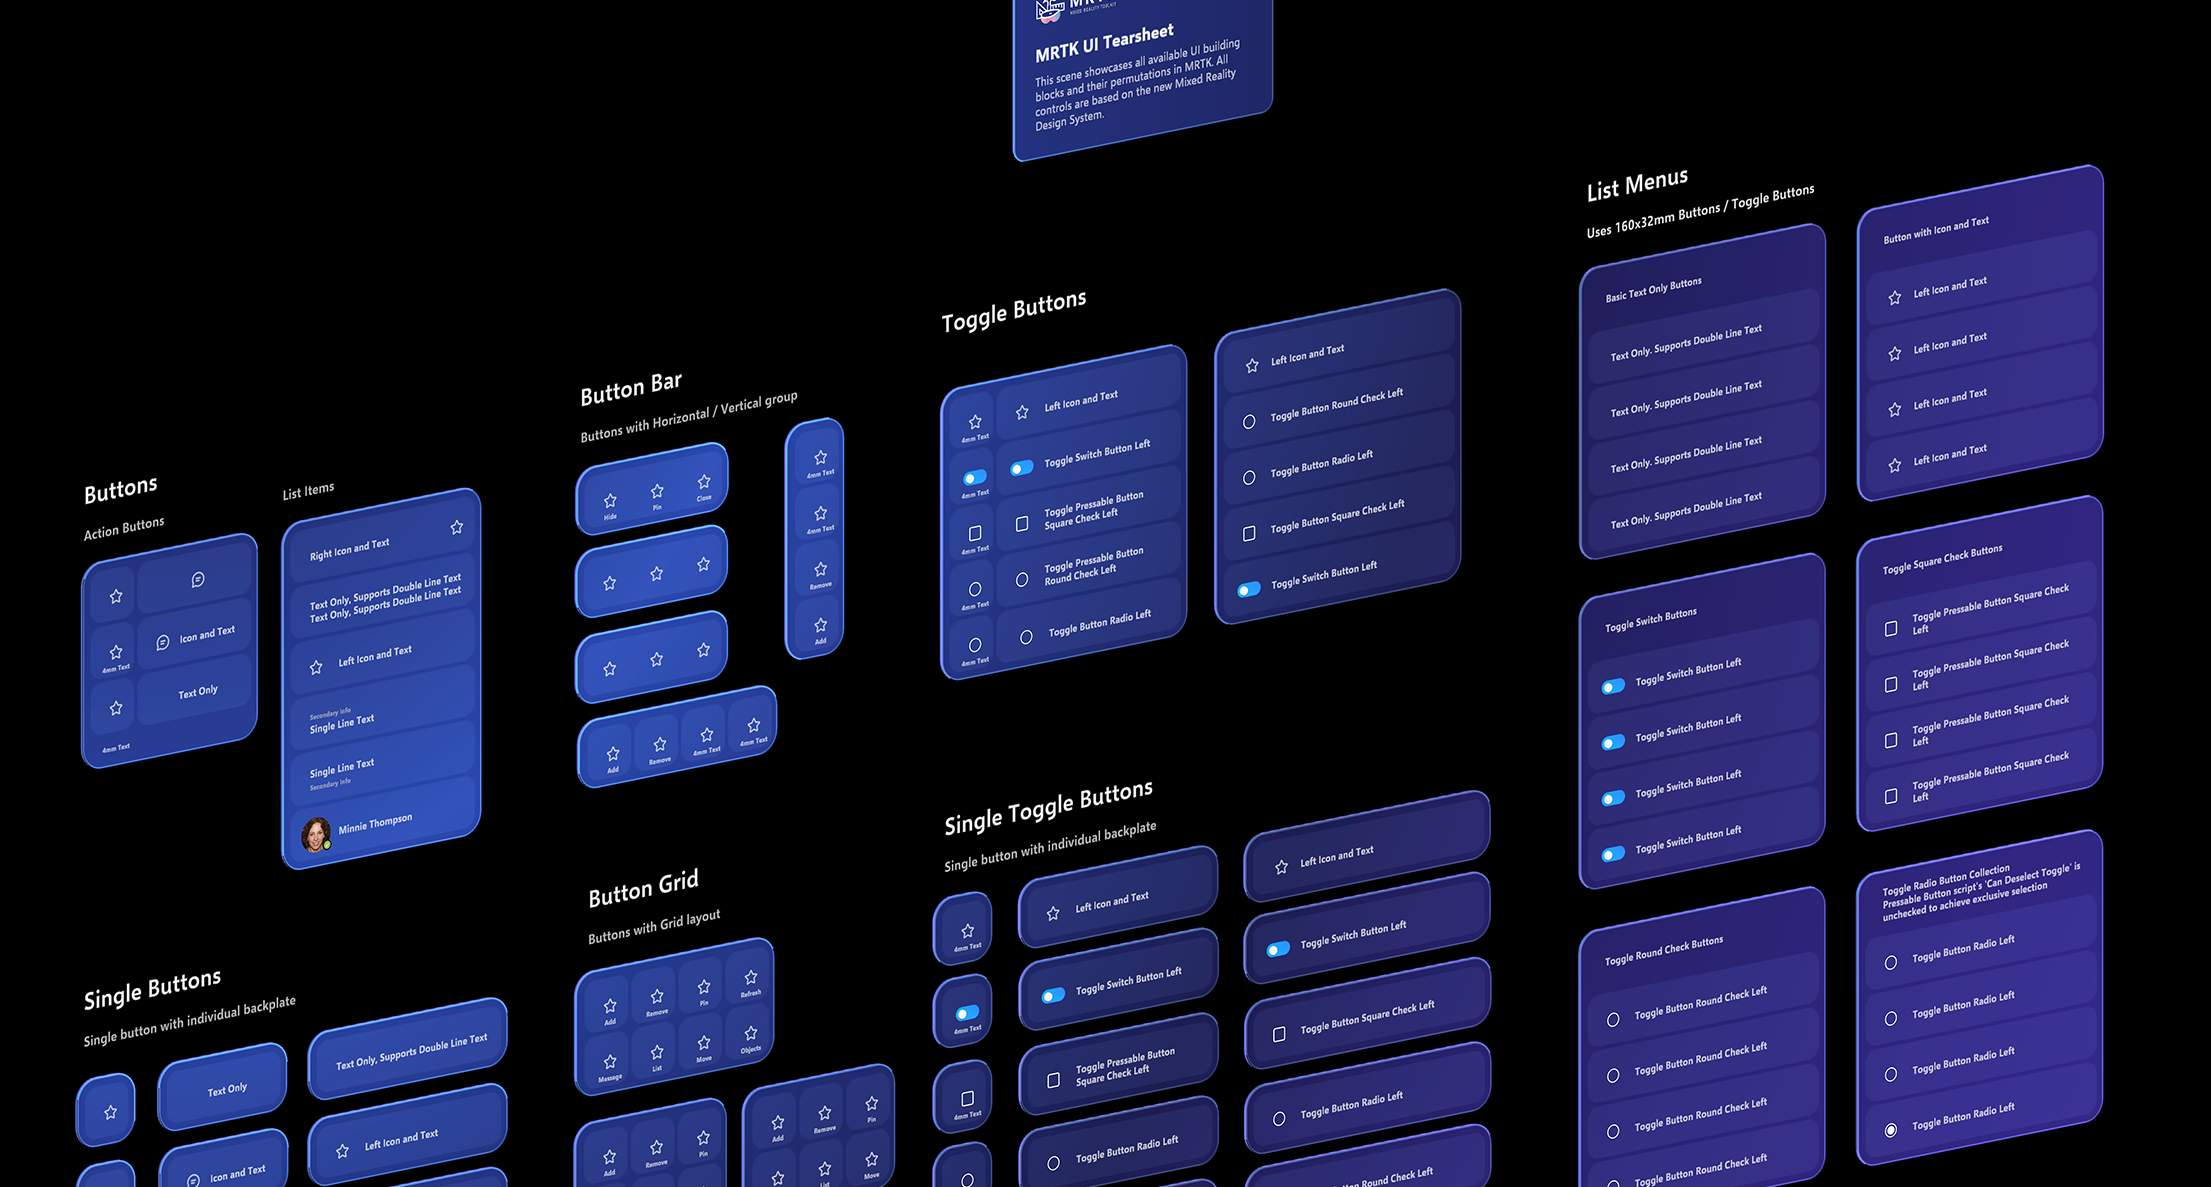 MIXED REALITY TOOLKIT
MRTK UI Tearsheet
This scene showcases all available UI building
blocks and their permutations in MRTK. All
controls are based on the new Mixed Reality
Design System.
Buttons
Action Buttons
4mm Text
4mm Text
Icon and Text
Text Only
List Items
Right Icon and Text
Text Only, Supports Double Line Text
Text Only, Supports Double Line Text
Left Icon and Text
Secondary Info
Single Line Text
Single Line Text
Secondary Info
Minnie Thompson
Single Buttons
Single button with individual backplate
Text Only
Icon and Text
Text Only, Supports Double Line Text
Left Icon and Text
Button Bar
Buttons with Horizontal / Vertical group
Hide
Pin
Close
Add
Remove
4mm Text
4mm Text
4mm Text
4mm Text
Remove
Add
Button Grid
Buttons with Grid layout
Add
Remove
Pin
Refresh
Message
List
Move
Objects
Add
Remove
Pin
Add
Remove
Pin
List
Move
Toggle Buttons
4mm Text
4mm Text
4mm Text
4mm Text
4mm Text
Left Icon and Text
Toggle Switch Button Left
Toggle Pressable Button
Square Check Left
Toggle Pressable Button
Round Check Left
Toggle Button Radio Left
Left Icon and Text
Toggle Button Round Check Left
Toggle Button Radio Left
Toggle Button Square Check Left
Toggle Switch Button Left
Single Toggle Buttons
Single button with individual backplate
4mm Text
4mm Text
4mm Text
Left Icon and Text
Toggle Switch Button Left
Toggle Pressable Button
Square Check Left
Toggle Button Radio Left
Left Icon and Text
Toggle Switch Button Left
Toggle Button Square Check Left
Toggle Button Radio Left
Button Round Check Left
List Menus
Uses 160x32mm Buttons / Toggle Buttons
Basic Text Only Buttons
Text Only. Supports Double Line Text
Text Only. Supports Double Line Text
Text Only. Supports Double Line Text
Text Only. Supports Double Line Text
Button with Icon and Text
Left Icon and Text
Left Icon and Text
Left Icon and Text
Left Icon and Text
Toggle Switch Buttons
Toggle Switch Button Left
Toggle Switch Button Left
Toggle Switch Button Left
Toggle Switch Button Left
Toggle Square Check Buttons
Toggle Pressable Button Square Check
Left
Toggle Pressable Button Square Check
Left
Toggle Pressable Button Square Check
Left
Toggle Pressable Button Square Check
Left
Toggle Round Check Buttons
Toggle Button Round Check Left
Toggle Button Round Check Left
Toggle Button Round Check Left
Toggle Button Round Check Left
Toggle Radio Button Collection
Pressable Button script's 'Can Deselect Toggle' is
unchecked to achieve exclusive selection
Toggle Button Radio Left
Toggle Button Radio Left
Toggle Button Radio Left
Toggle Button Radio Left